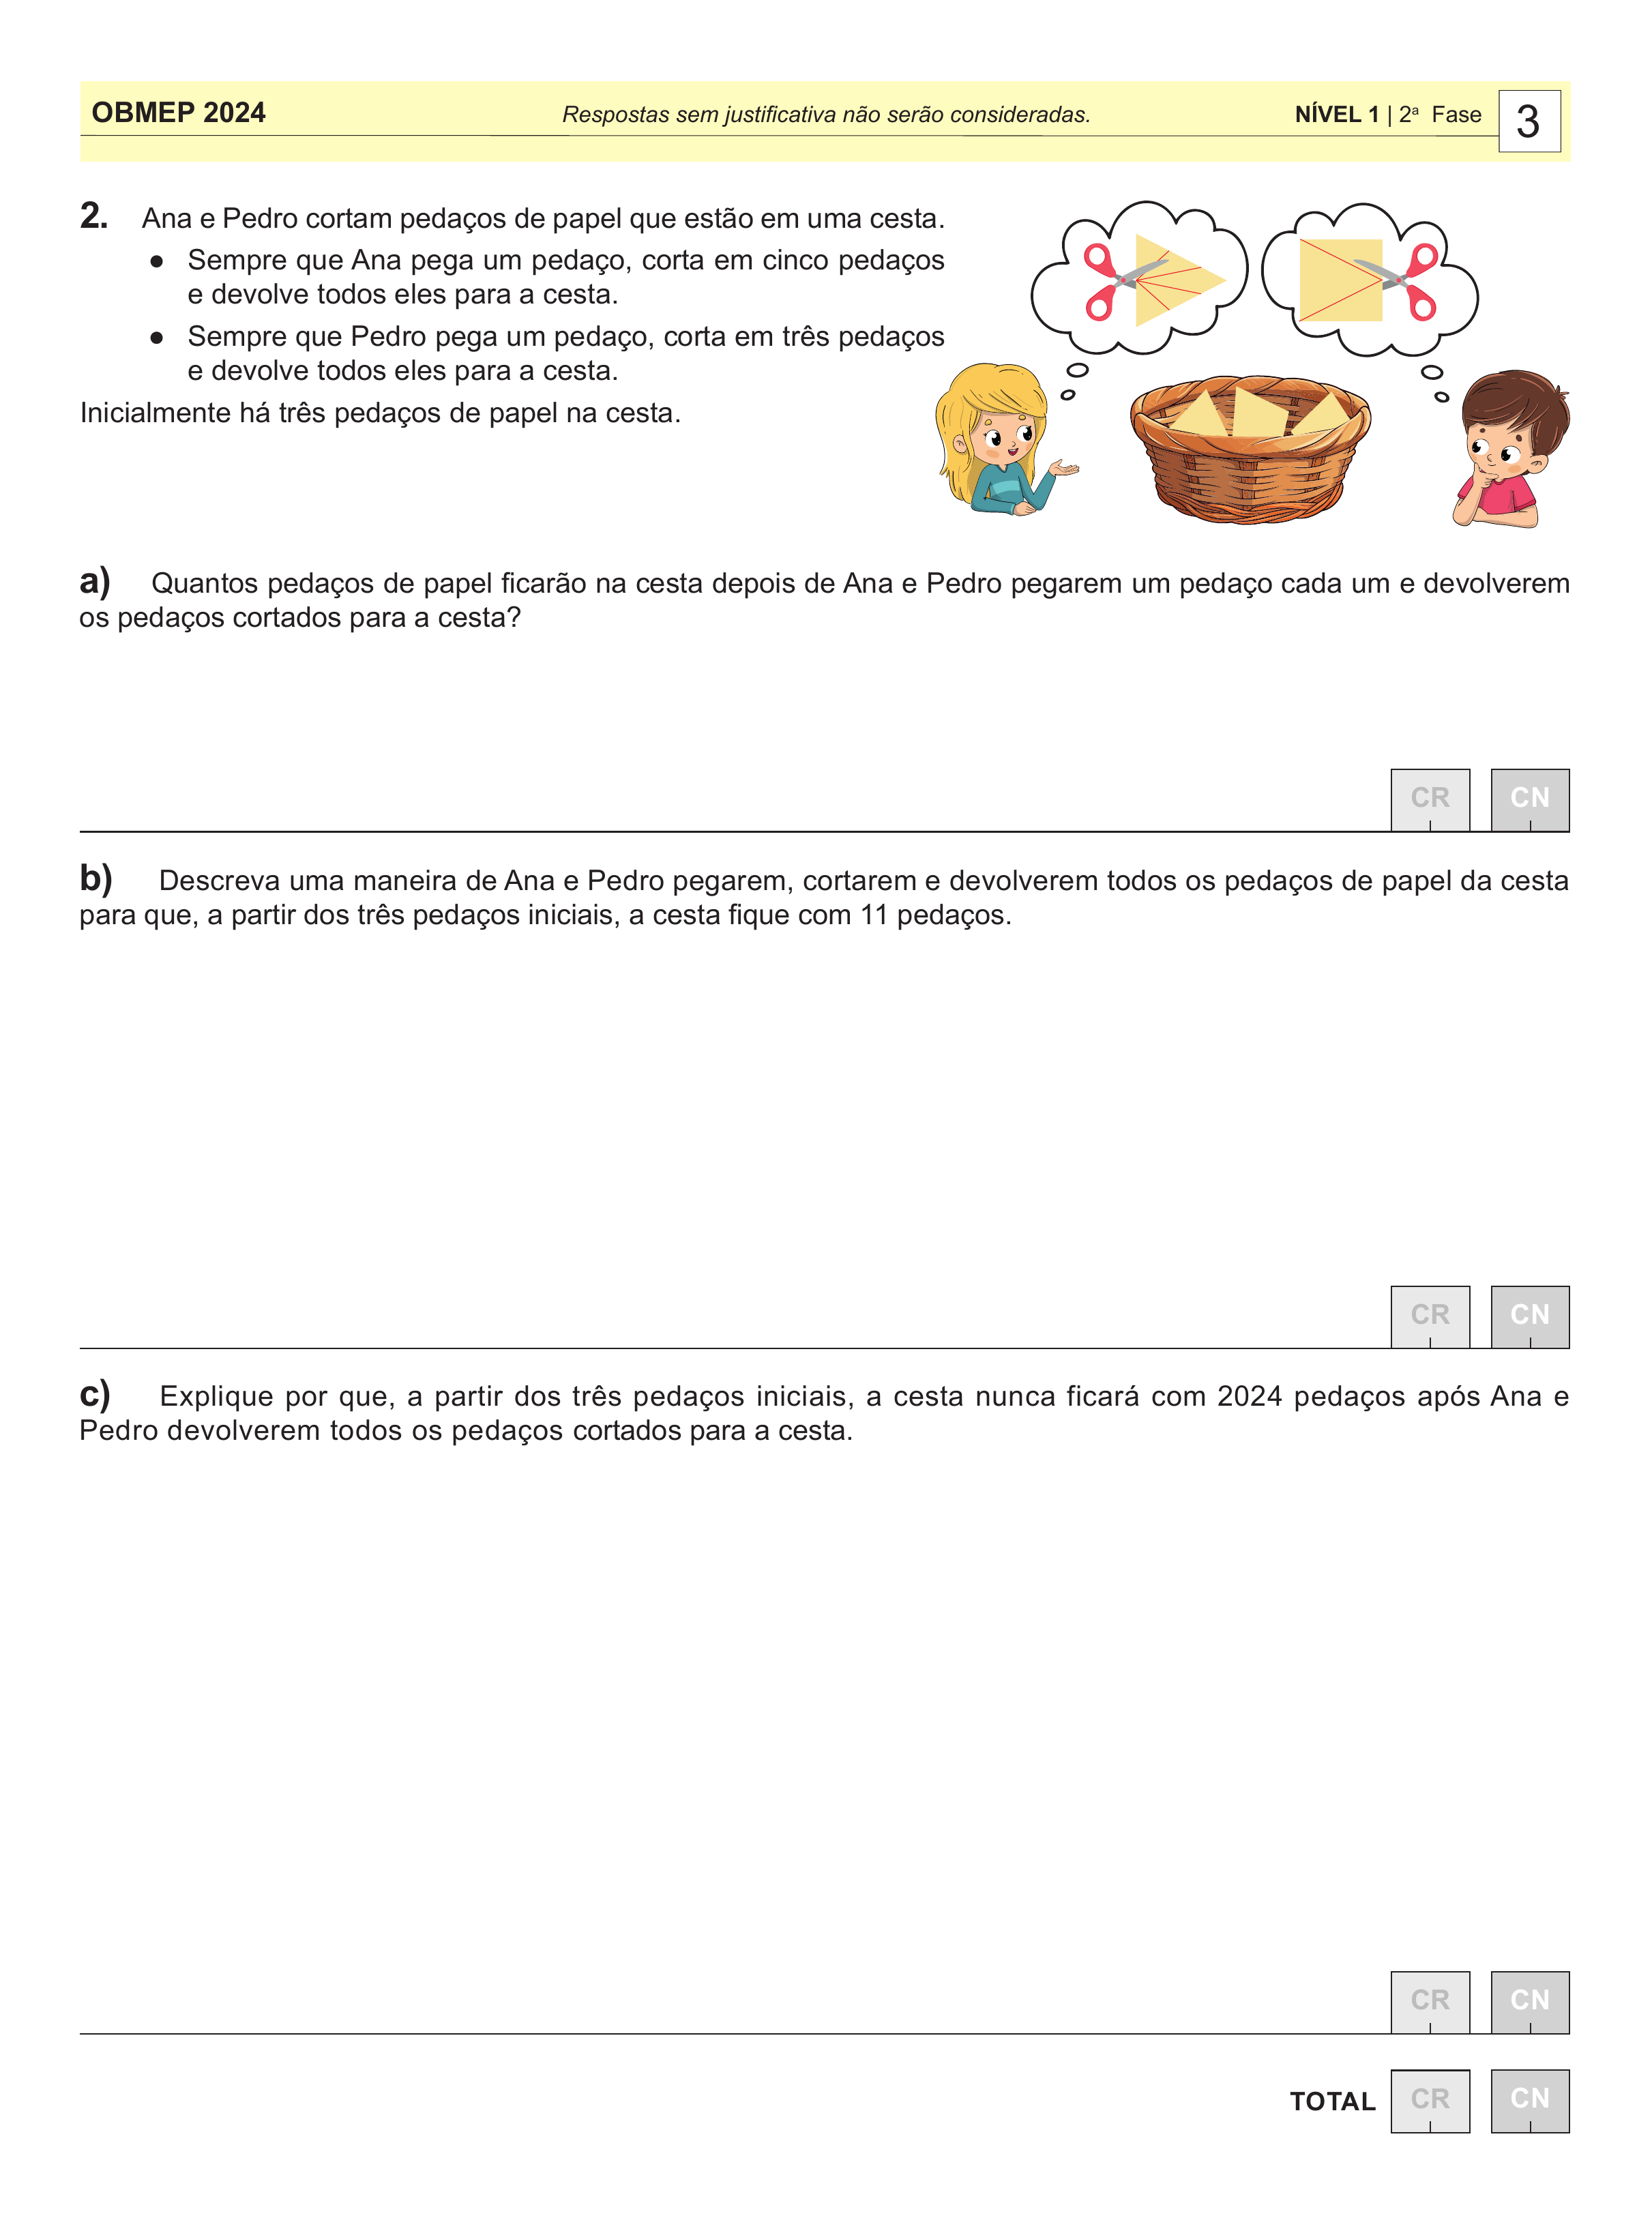 OBMEP 2024 Respostas sem justificativa não serão consideradas. NÍVEL 1 | 2ª Fase 3
2. Ana e Pedro cortam pedaços de papel que estão em uma cesta.
● Sempre que Ana pega um pedaço, corta em cinco pedaços
e devolve todos eles para a cesta.
● Sempre que Pedro pega um pedaço, corta em três pedaços
e devolve todos eles para a cesta.
Inicialmente há três pedaços de papel na cesta.
a) Quantos pedaços de papel ficarão na cesta depois de Ana e Pedro pegarem um pedaço cada um e devolverem
os pedaços cortados para a cesta?
CR CN
b) Descreva uma maneira de Ana e Pedro pegarem, cortarem e devolverem todos os pedaços de papel da cesta
para que, a partir dos três pedaços iniciais, a cesta fique com 11 pedaços.
CR CN
c) Explique por que, a partir dos três pedaços iniciais, a cesta nunca ficará com 2024 pedaços após Ana e
Pedro devolverem todos os pedaços cortados para a cesta.
CR CN
TOTAL CR CN